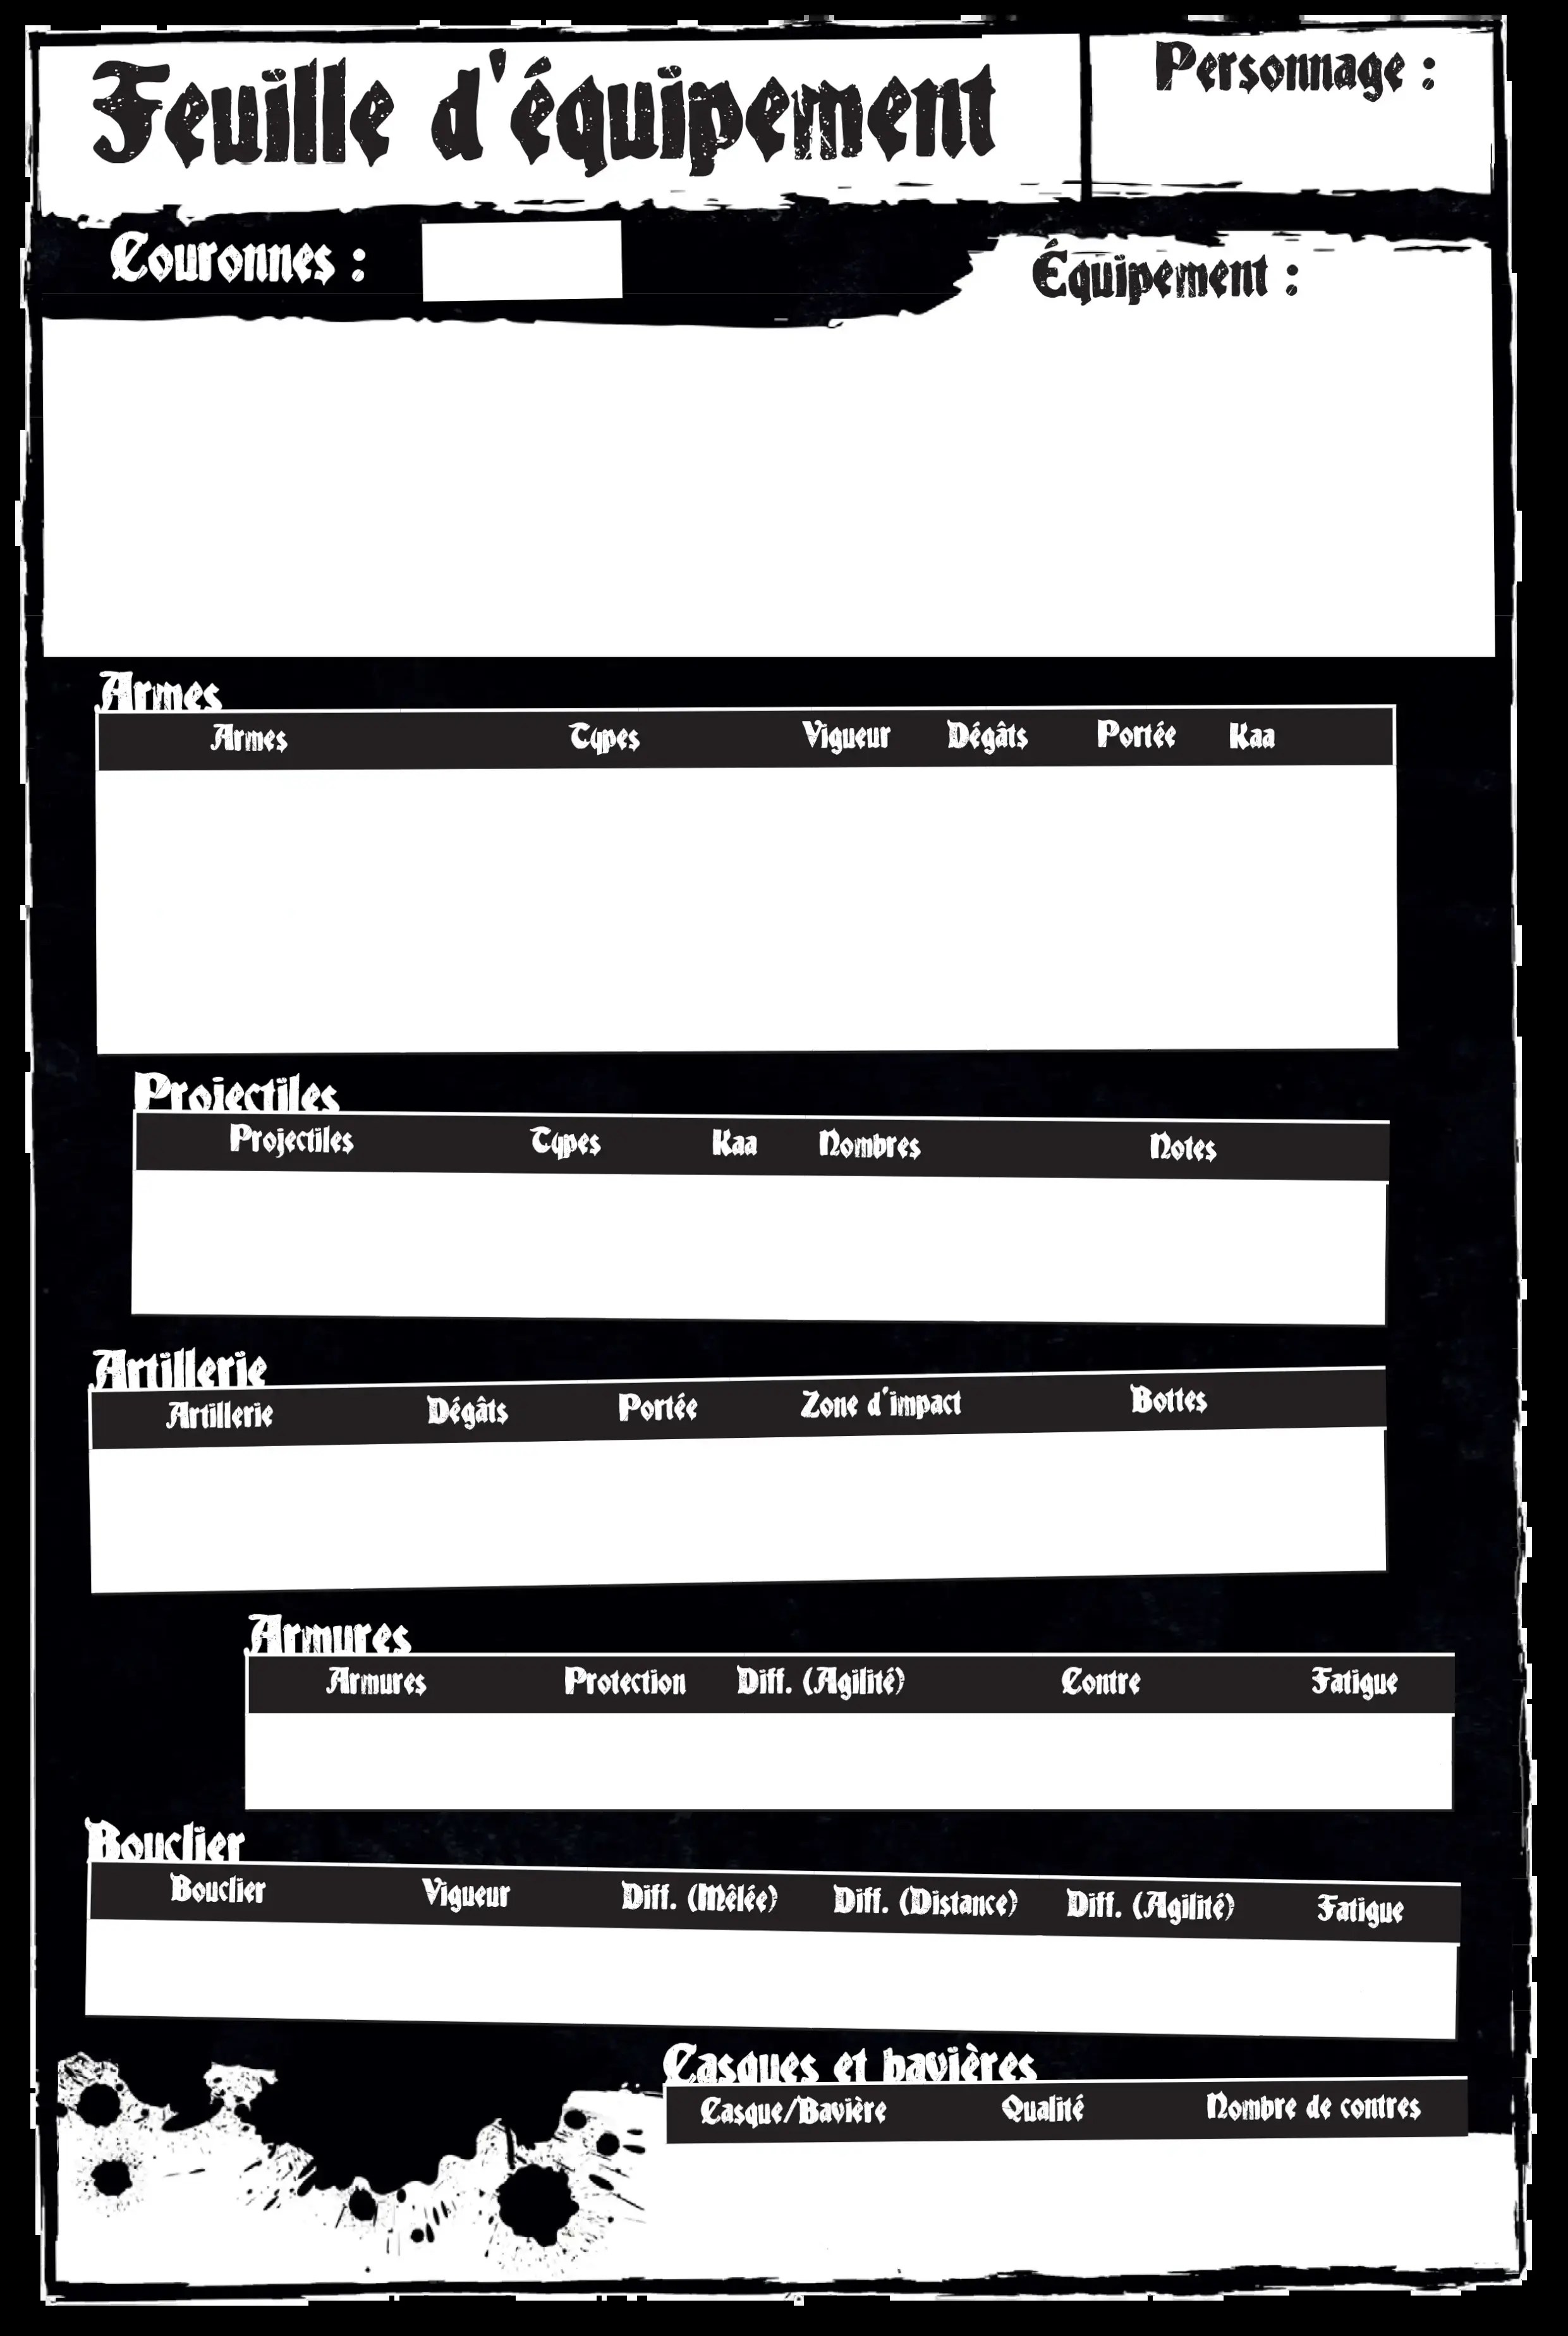 Feuille d'équipement
Personnage :
Couronnes :
Équipement :
Armes
Armes Types Vigueur Dégâts Portée Kaa
Projectiles
Projectiles Types Kaa Nombres Notes
Artillerie
Artillerie Dégâts Portée Zone d'impact Bottes
Armures
Armures Protection Diff. (Agilité) Contre Fatigue
Bouclier
Bouclier Vigueur Diff. (Mêlée) Diff. (Distance) Diff. (Agilité) Fatigue
Casques et bavières
Casque/Bavière Qualité Nombre de contres